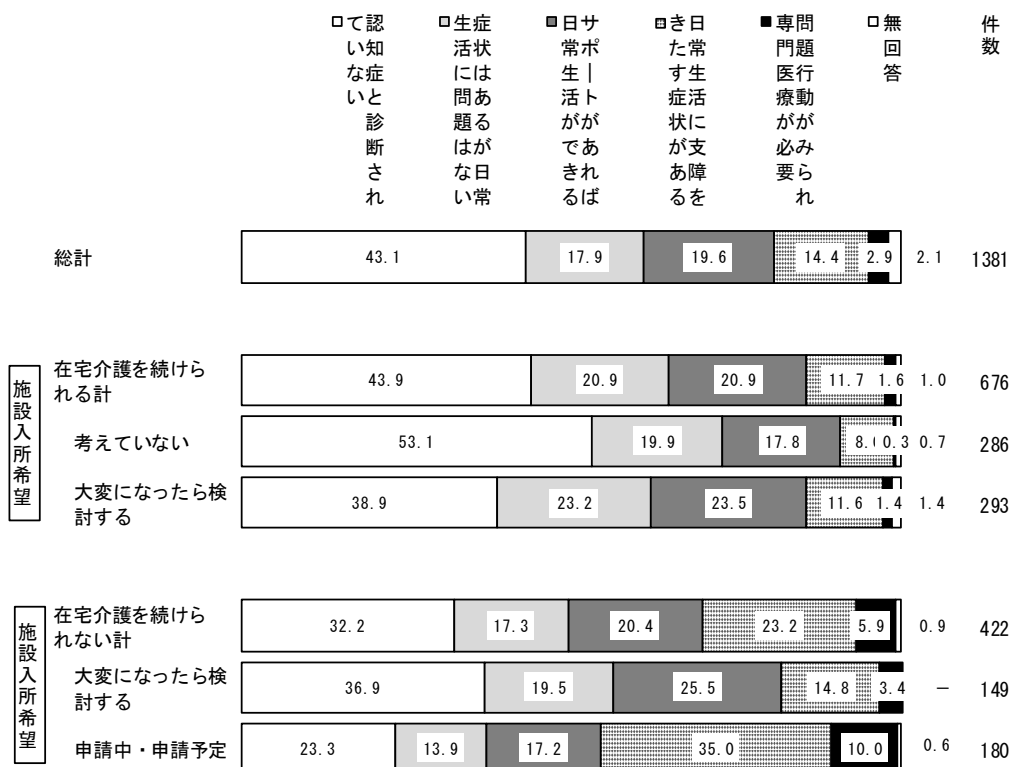 □認知症と診断されていない
□症状はあるが日常生活に問題はない
■サポートがあれば日常生活ができる
日常生活に支障をきたす症状がある
■問題行動がみられ専門医療が必要
□無回答
件数
総計 43.1 17.9 19.6 14.4 2.9 2.1 1381
施設入所希望
在宅介護を続けら
れる計 43.9 20.9 20.9 11.7 1.6 1.0 676
考えていない 53.1 19.9 17.8 8. 0.3 0.7 286
大変になったら検
討する 38.9 23.2 23.5 11.6 1.4 1.4 293
施設入所希望
在宅介護を続けら
れない計 32.2 17.3 20.4 23.2 5.9 0.9 422
大変になったら検
討する 36.9 19.5 25.5 14.8 3.4 － 149
申請中・申請予定 23.3 13.9 17.2 35.0 10.0 0.6 180